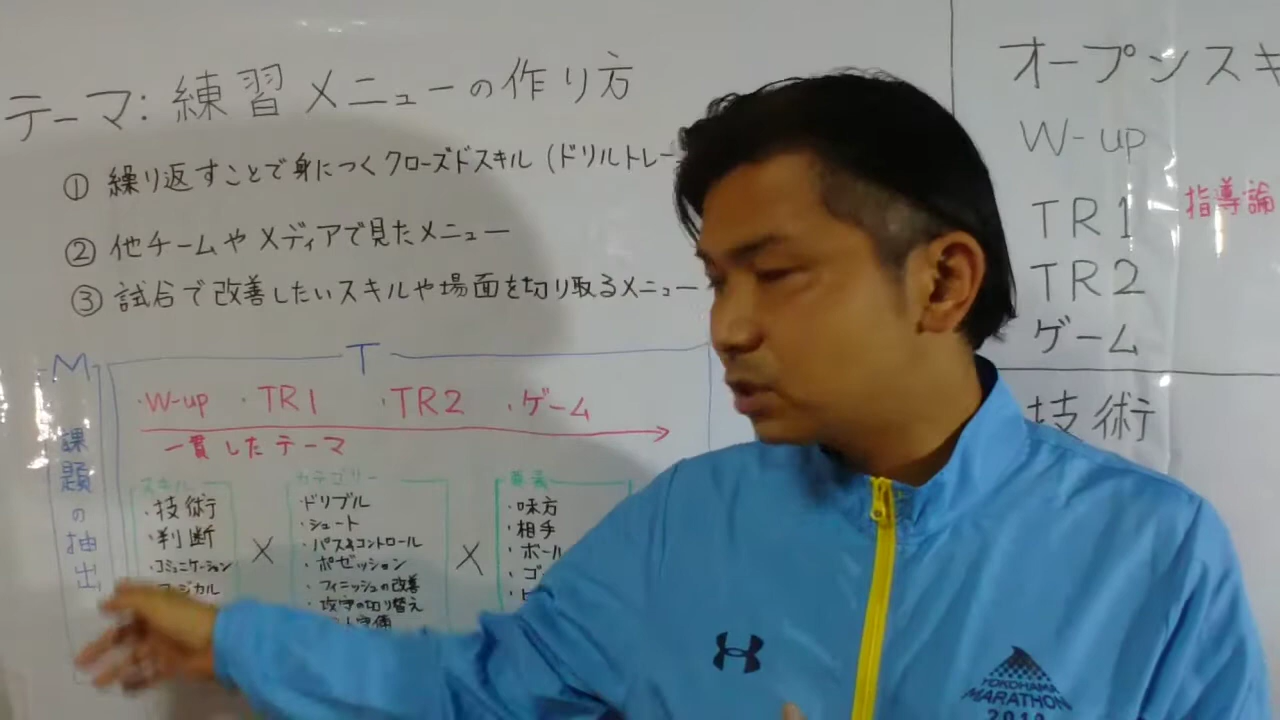 テーマ:練習メニューの作り方
① 繰り返すことで身につくクローズドスキル(ドリルトレー
② 他チームやメディアで見たメニュー
③ 試合で改善したいスキルや場面を切り取るメニュー
M
T
課題の抽出
・W-up ・TR1 ・TR2 ・ゲーム
一貫したテーマ
スキル
・技術
・判断
・コミュニケーション
×
カテゴリー
・ドリブル
・シュート
・パス&コントロール
・ポゼッション
・フィニッシュの改善
・攻守の切り替え
×
・味方
・相手
・ボール
・ゴ
オープンスキ
W-up
TR1
指導論
TR2
ゲーム
技術
YOKOHAMA
MARATHON